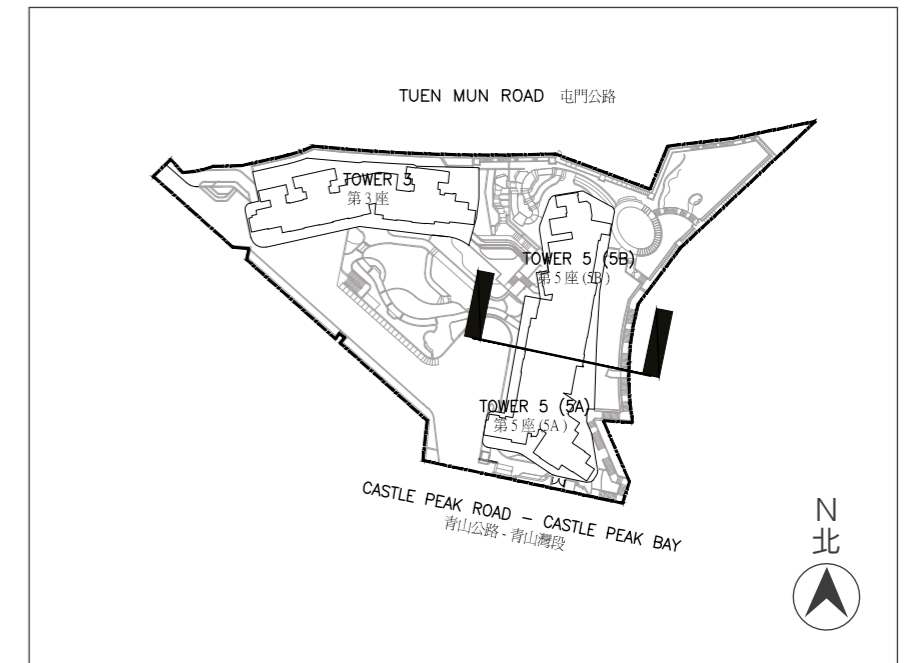 TUEN MUN ROAD 屯門公路
TOWER 3
第3座
TOWER 5 (5B)
第5座(5B)
TOWER 5 (5A)
第5座(5A)
CASTLE PEAK ROAD - CASTLE PEAK BAY
青山公路 - 青山灣段
N
北